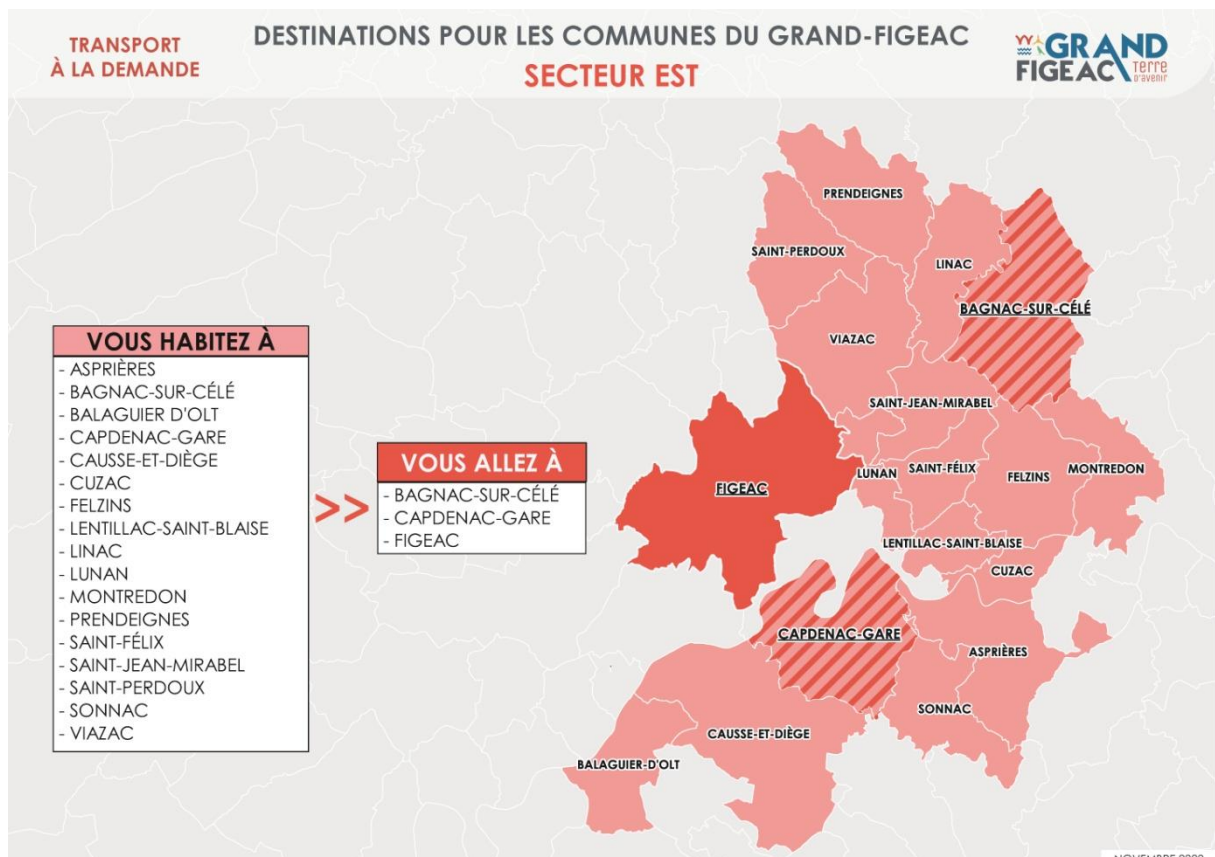 TRANSPORT
À LA DEMANDE
DESTINATIONS POUR LES COMMUNES DU GRAND-FIGEAC
SECTEUR EST
GRAND
FIGEAC
Terre
d'avenir
VOUS HABITEZ À
- ASPRIÈRES
- BAGNAC-SUR-CÉLÉ
- BALAGUIER D'OLT
- CAPDENAC-GARE
- CAUSSE-ET-DIÈGE
- CUZAC
- FELZINS
- LENTILLAC-SAINT-BLAISE
- LINAC
- LUNAN
- MONTREDON
- PRENDEIGNES
- SAINT-FÉLIX
- SAINT-JEAN-MIRABEL
- SAINT-PERDOUX
- SONNAC
- VIAZAC
>>
VOUS ALLEZ À
- BAGNAC-SUR-CÉLÉ
- CAPDENAC-GARE
- FIGEAC
PRENDEIGNES
SAINT-PERDOUX
LINAC
BAGNAC-SUR-CÉLÉ
VIAZAC
SAINT-JEAN-MIRABEL
LUNAN
SAINT-FÉLIX
FELZINS
MONTREDON
FIGEAC
LENTILLAC-SAINT-BLAISE
CUZAC
CAPDENAC-GARE
ASPRIÈRES
SONNAC
CAUSSE-ET-DIÈGE
BALAGUIER-D'OLT